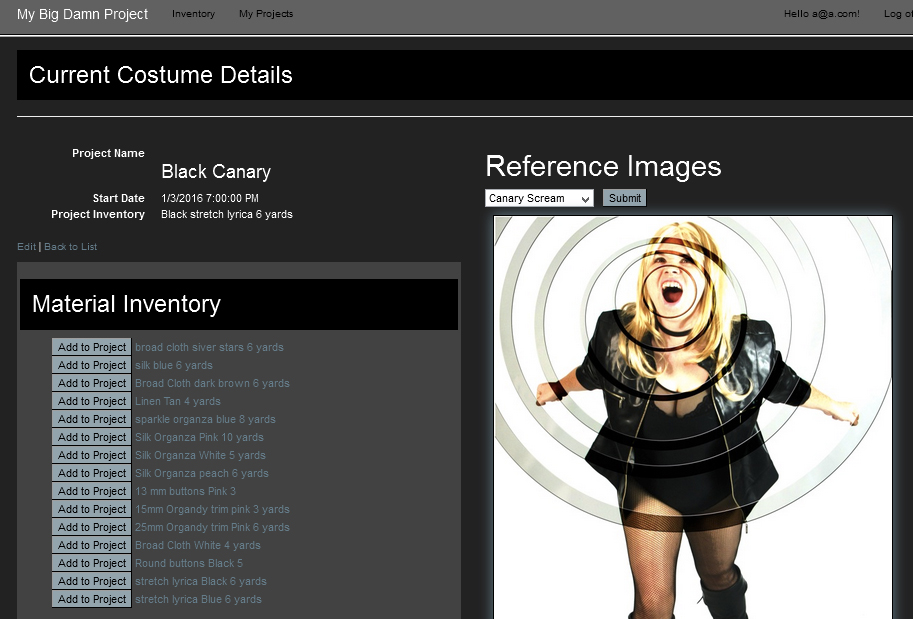 My Big Damn Project Inventory My Projects Hello a@a.com! Log
Current Costume Details
Project Name
Black Canary
Start Date 1/3/2016 7:00:00 PM
Project Inventory Black stretch lyrica 6 yards
Edit | Back to List
Material Inventory
Add to Project broad cloth siver stars 6 yards
Add to Project silk blue 6 yards
Add to Project Broad Cloth dark brown 6 yards
Add to Project Linen Tan 4 yards
Add to Project sparkle organza blue 8 yards
Add to Project Silk Organza Pink 10 yards
Add to Project Silk Organza White 5 yards
Add to Project Silk Organza peach 6 yards
Add to Project 13 mm buttons Pink 3
Add to Project 15mm Organdy trim pink 3 yards
Add to Project 25mm Organdy trim Pink 6 yards
Add to Project Broad Cloth White 4 yards
Add to Project Round buttons Black 5
Add to Project stretch lyrica Black 6 yards
Add to Project stretch lyrica Blue 6 yards
Reference Images
Canary Scream Submit